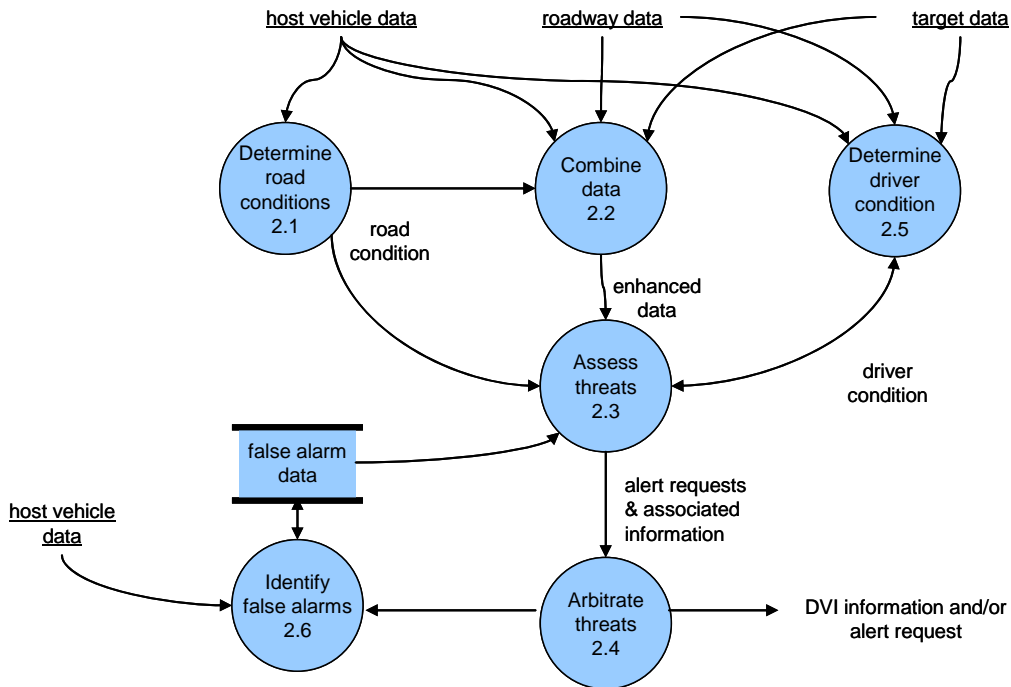 host vehicle data
roadway data
target data
Determine
road
conditions
2.1
Combine
data
2.2
Determine
driver
condition
2.5
road
condition
enhanced
data
Assess
threats
2.3
driver
condition
false alarm
data
alert requests
& associated
information
host vehicle
data
Identify
false alarms
2.6
Arbitrate
threats
2.4
DVI information and/or
alert request